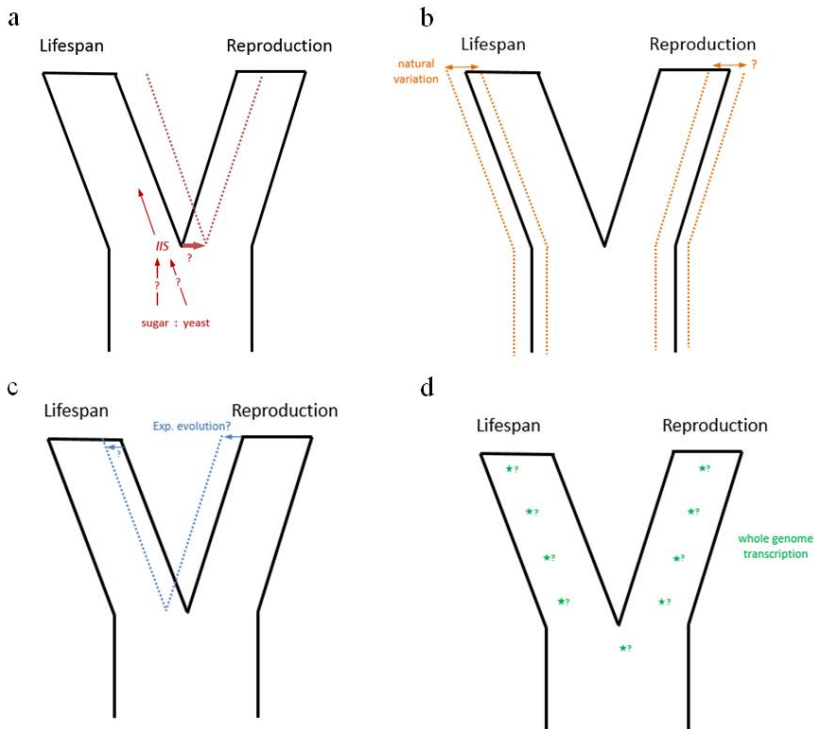 a
Lifespan Reproduction
IIS
?
? ?
sugar : yeast
b
Lifespan Reproduction
natural
variation
?
c
Lifespan Reproduction
Exp. evolution?
?
d
Lifespan Reproduction
★? ★?
★? ★?
whole genome
transcription
★? ★?
★? ★?
★?